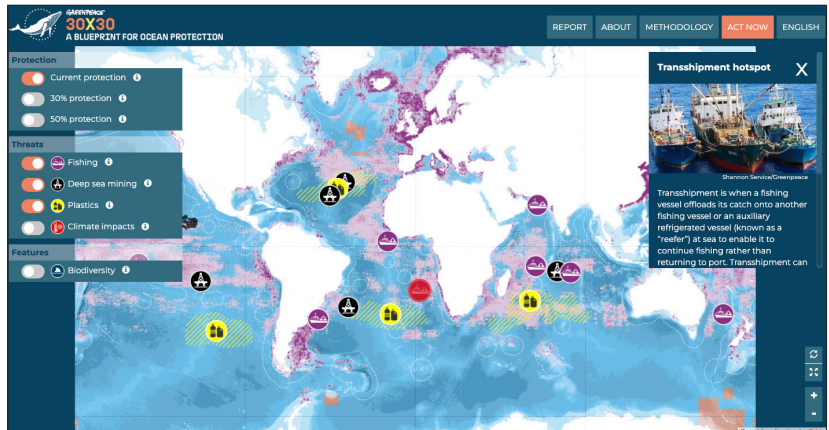 GREENPEACE
30X30
A BLUEPRINT FOR OCEAN PROTECTION
REPORT
ABOUT
METHODOLOGY
ACT NOW
ENGLISH
Protection
Current protection
30% protection
50% protection
Threats
Fishing
Deep sea mining
Plastics
Climate impacts
Features
Biodiversity
Transshipment hotspot
X
Shannon Service/Greenpeace
Transshipment is when a fishing
vessel offloads its catch onto another
fishing vessel or an auxiliary
refrigerated vessel (known as a
"reefer") at sea to enable it to
continue fishing rather than
returning to port. Transshipment can
+
-